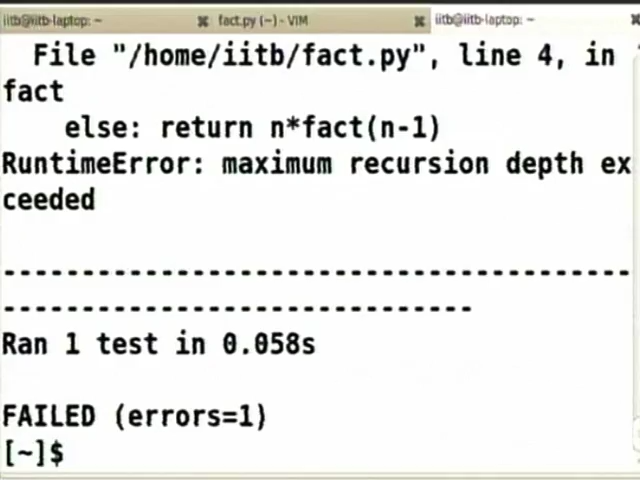 iitb@iitb-laptop: ~ fact.py (~) - VIM iitb@iitb-laptop: ~
File "/home/iitb/fact.py", line 4, in
fact
else: return n*fact(n-1)
RuntimeError: maximum recursion depth ex
ceeded
----------------------------------------
------------------------------
Ran 1 test in 0.058s
FAILED (errors=1)
[~]$